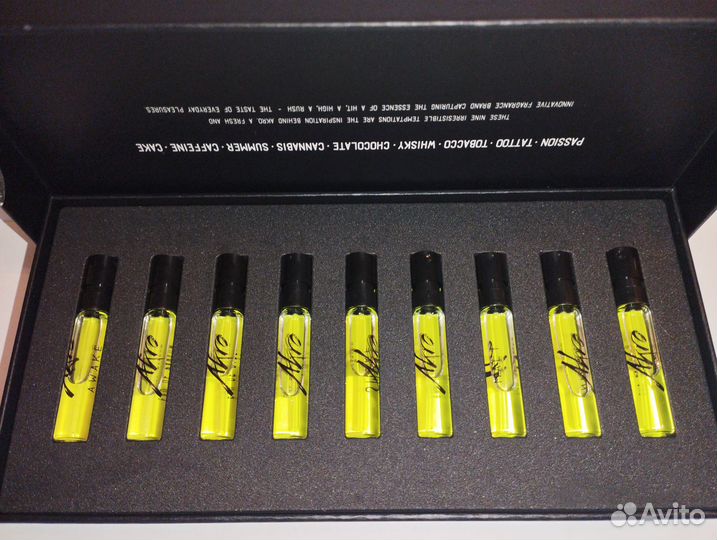 PASSION · TATTOO · TOBACCO · WHISKY · CHOCOLATE · CANNABIS · SUMMER · CAFFEINE · CAKE
THESE NINE IRRESISTIBLE TEMPTATIONS ARE THE INSPIRATION BEHIND AKRO, A FRESH AND
INNOVATIVE FRAGRANCE BRAND CAPTURING THE ESSENCE OF A HIT, A HIGH, A RUSH - THE TASTE OF EVERYDAY PLEASURES.
AWAKE
Akro
Akro
Akro
Akro
Akro
Akro
Akro
Avito